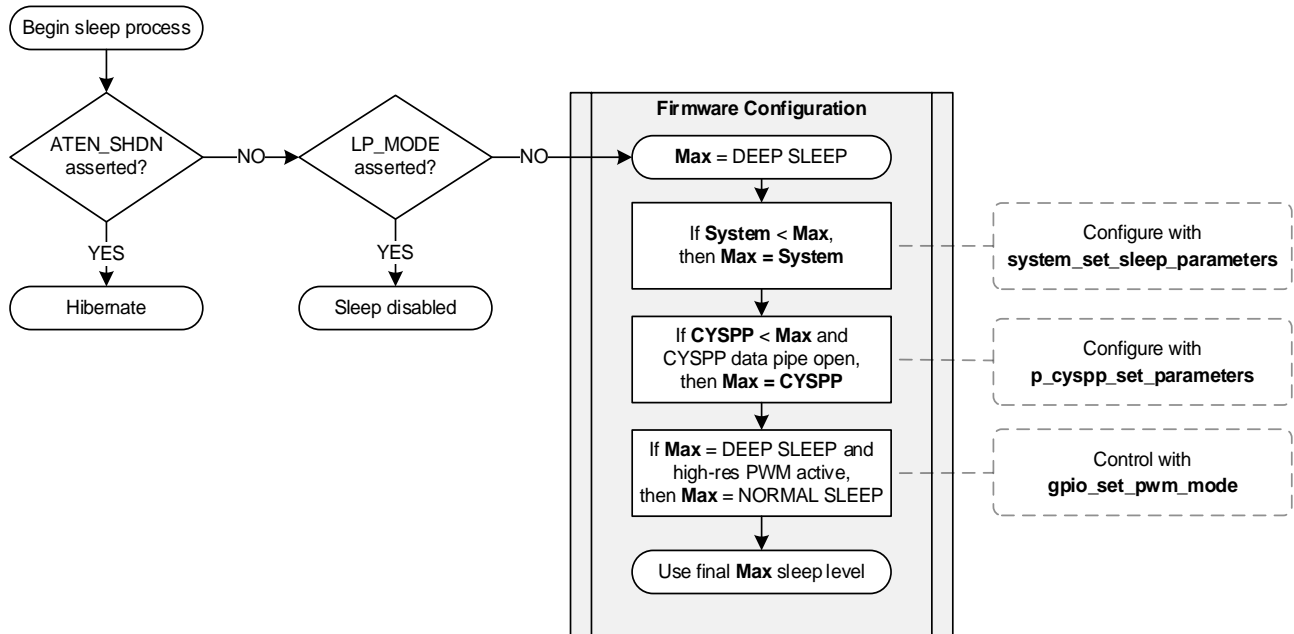 Begin sleep process
ATEN_SHDN
asserted?
NO
LP_MODE
asserted?
NO
YES
Hibernate
YES
Sleep disabled
Firmware Configuration
Max = DEEP SLEEP
If System < Max,
then Max = System
Configure with
system_set_sleep_parameters
If CYSPP < Max and
CYSPP data pipe open,
then Max = CYSPP
Configure with
p_cyspp_set_parameters
If Max = DEEP SLEEP and
high-res PWM active,
then Max = NORMAL SLEEP
Control with
gpio_set_pwm_mode
Use final Max sleep level